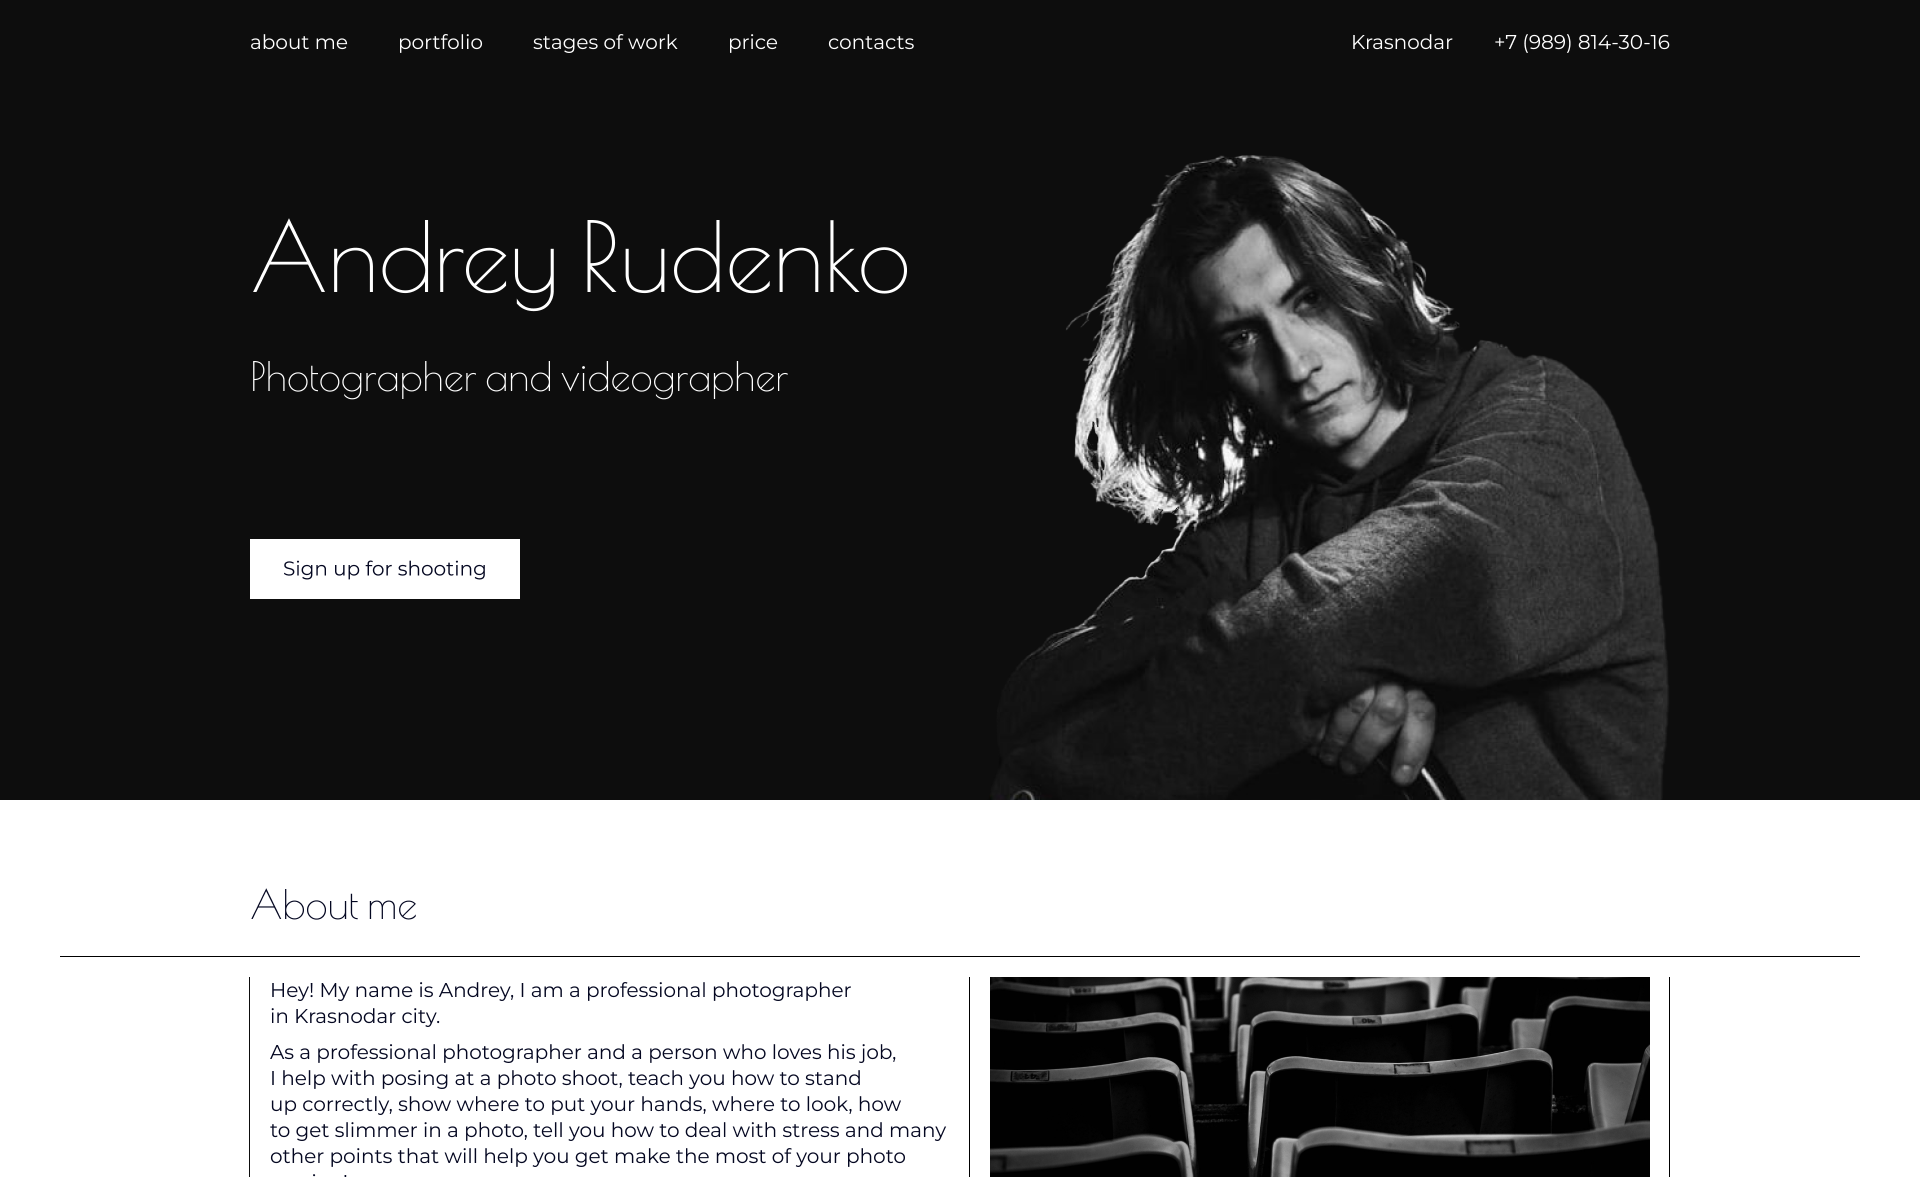 about me portfolio stages of work price contacts Krasnodar +7 (989) 814-30-16
Andrey Rudenko
Photographer and videographer
Sign up for shooting
About me
Hey! My name is Andrey, I am a professional photographer
in Krasnodar city.
As a professional photographer and a person who loves his job,
I help with posing at a photo shoot, teach you how to stand
up correctly, show where to put your hands, where to look, how
to get slimmer in a photo, tell you how to deal with stress and many
other points that will help you get make the most of your photo